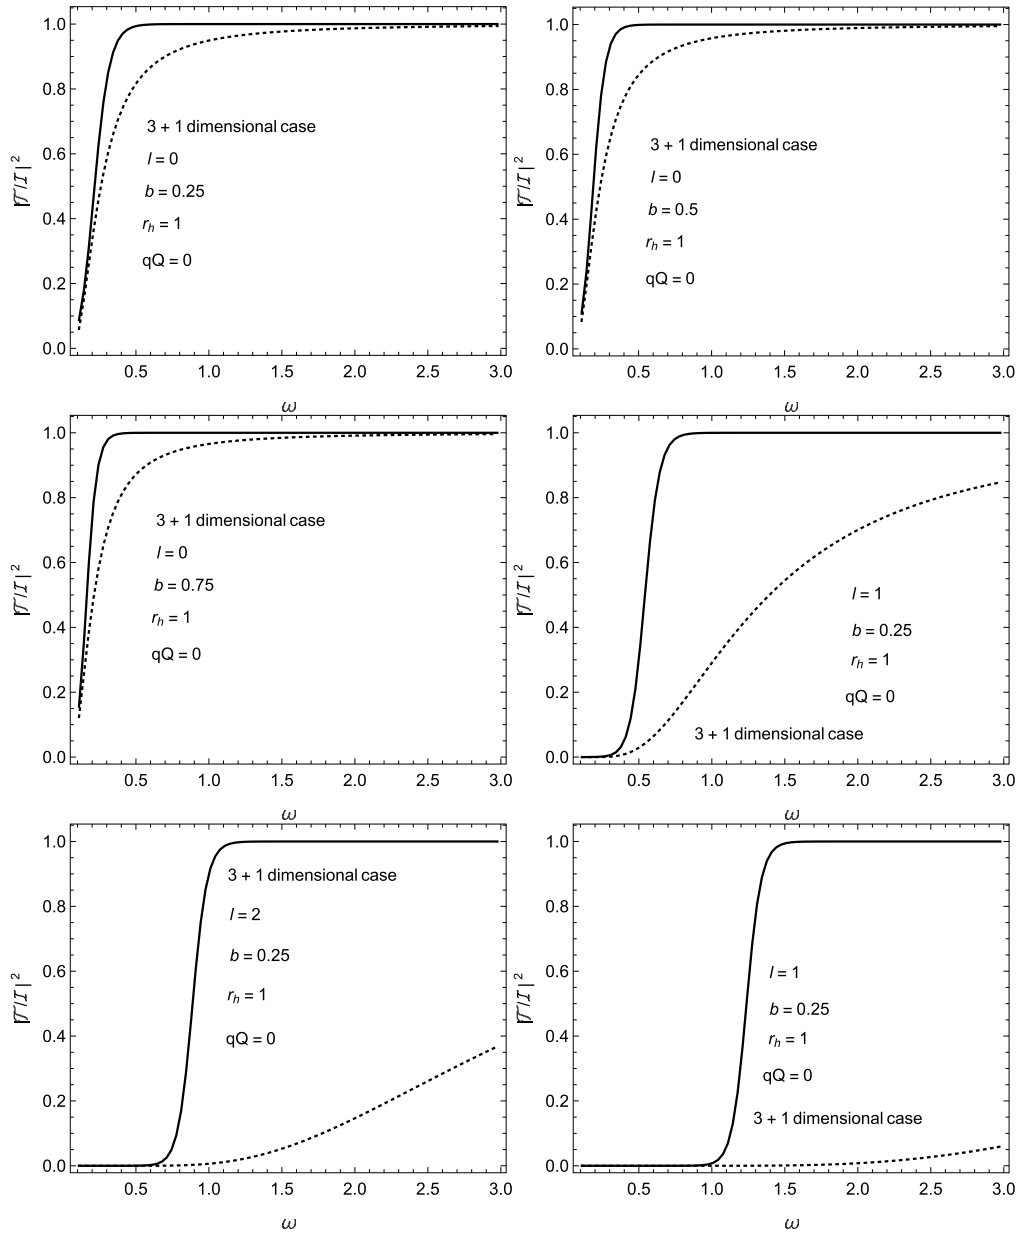 1.0
0.8
0.6
0.4
0.2
0.0
|𝒯/ℐ|²
3 + 1 dimensional case
l = 0
b = 0.25
r_h = 1
qQ = 0
0.5 1.0 1.5 2.0 2.5 3.0
ω
1.0
0.8
0.6
0.4
0.2
0.0
|𝒯/ℐ|²
3 + 1 dimensional case
l = 0
b = 0.5
r_h = 1
qQ = 0
0.5 1.0 1.5 2.0 2.5 3.0
ω
1.0
0.8
0.6
0.4
0.2
0.0
|𝒯/ℐ|²
3 + 1 dimensional case
l = 0
b = 0.75
r_h = 1
qQ = 0
0.5 1.0 1.5 2.0 2.5 3.0
ω
1.0
0.8
0.6
0.4
0.2
0.0
|𝒯/ℐ|²
l = 1
b = 0.25
r_h = 1
qQ = 0
3 + 1 dimensional case
0.5 1.0 1.5 2.0 2.5 3.0
ω
1.0
0.8
0.6
0.4
0.2
0.0
|𝒯/ℐ|²
3 + 1 dimensional case
l = 2
b = 0.25
r_h = 1
qQ = 0
0.5 1.0 1.5 2.0 2.5 3.0
ω
1.0
0.8
0.6
0.4
0.2
0.0
|𝒯/ℐ|²
l = 1
b = 0.25
r_h = 1
qQ = 0
3 + 1 dimensional case
0.5 1.0 1.5 2.0 2.5 3.0
ω